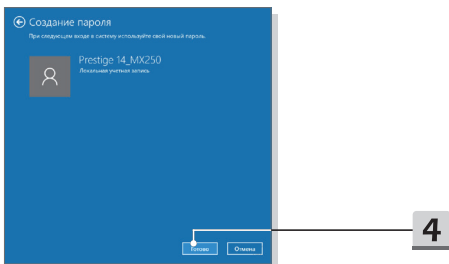 Создание пароля
При следующем входе в систему используйте свой новый пароль.
Prestige 14_MX250
Локальная учетная запись
Готово
Отмена
4